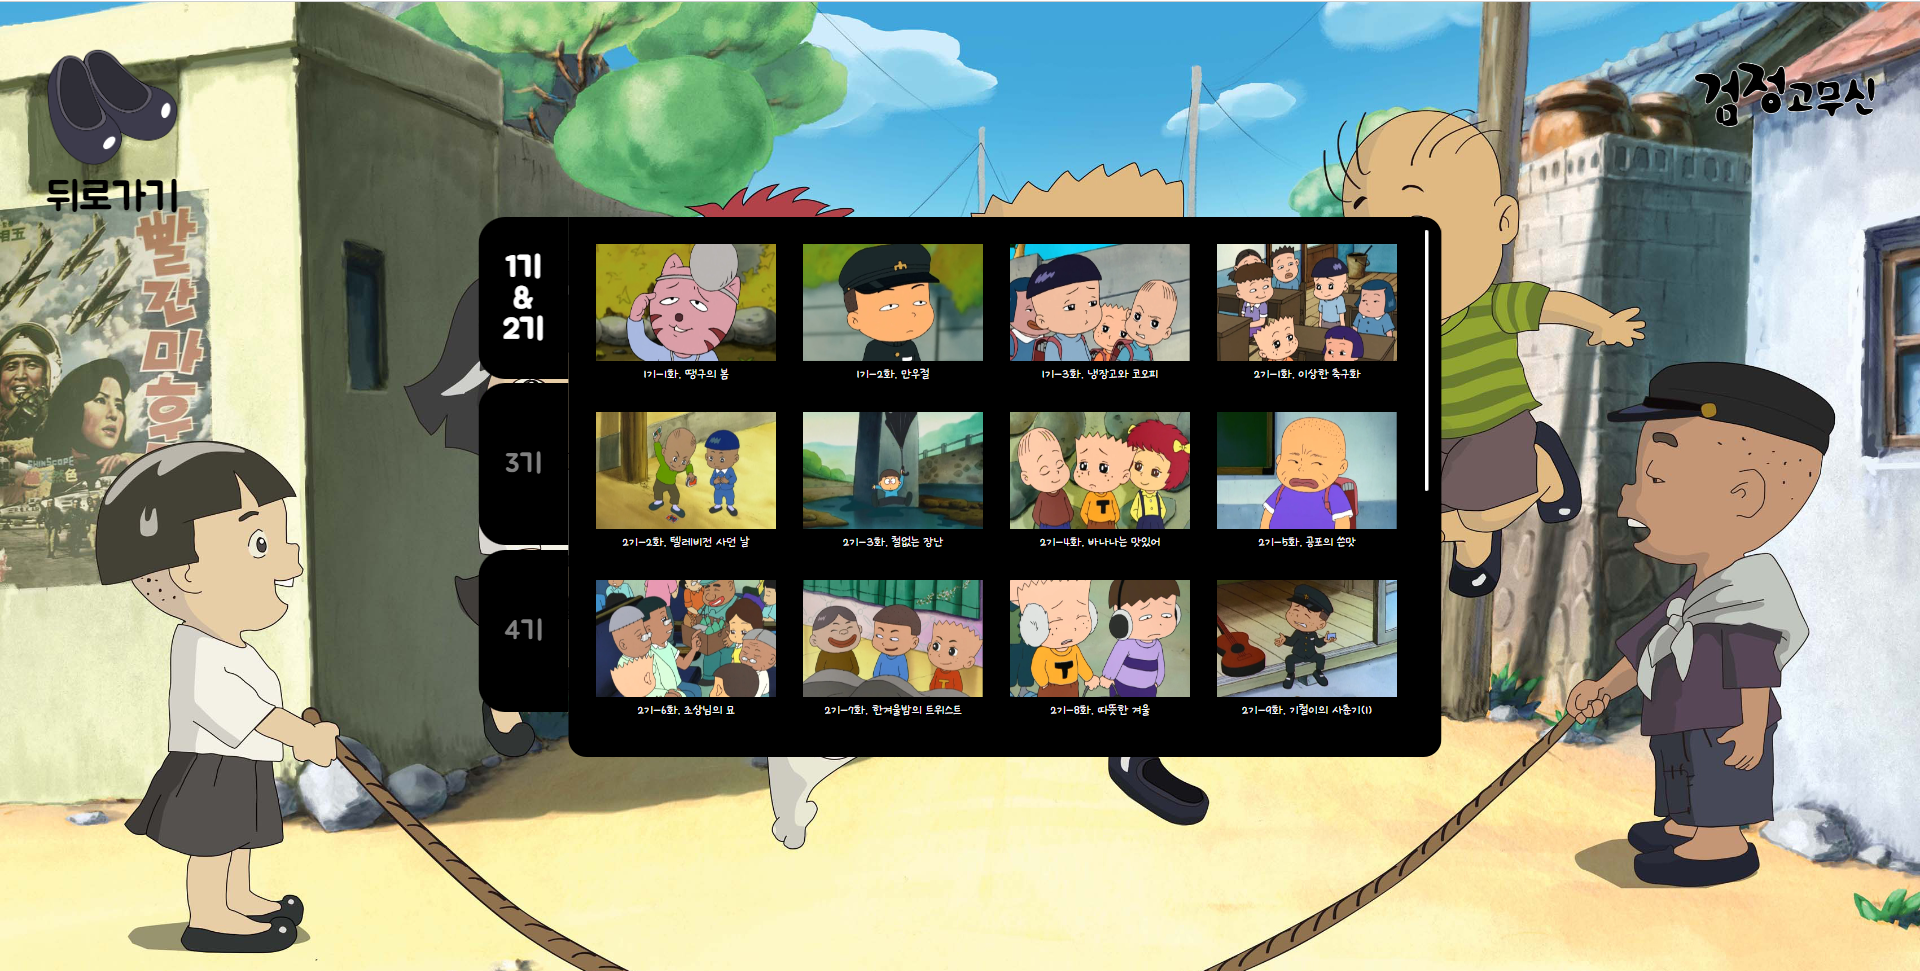 뒤로가기
검정고무신
相玉
빨간마후
SHINSCOPE
色
1기
&
2기
3기
4기
1기-1화. 땡구의 봄
1기-2화. 만우절
1기-3화. 냉장고와 코오피
2기-1화. 이상한 축구화
2기-2화. 텔레비전 사던 날
2기-3화. 철없는 장난
2기-4화. 바나나는 맛있어
2기-5화. 공포의 쓴맛
T
2기-6화. 조상님의 묘
2기-7화. 한겨울밤의 트위스트
2기-8화. 따뜻한 겨울
2기-9화. 기철이의 사춘기(1)
T
T